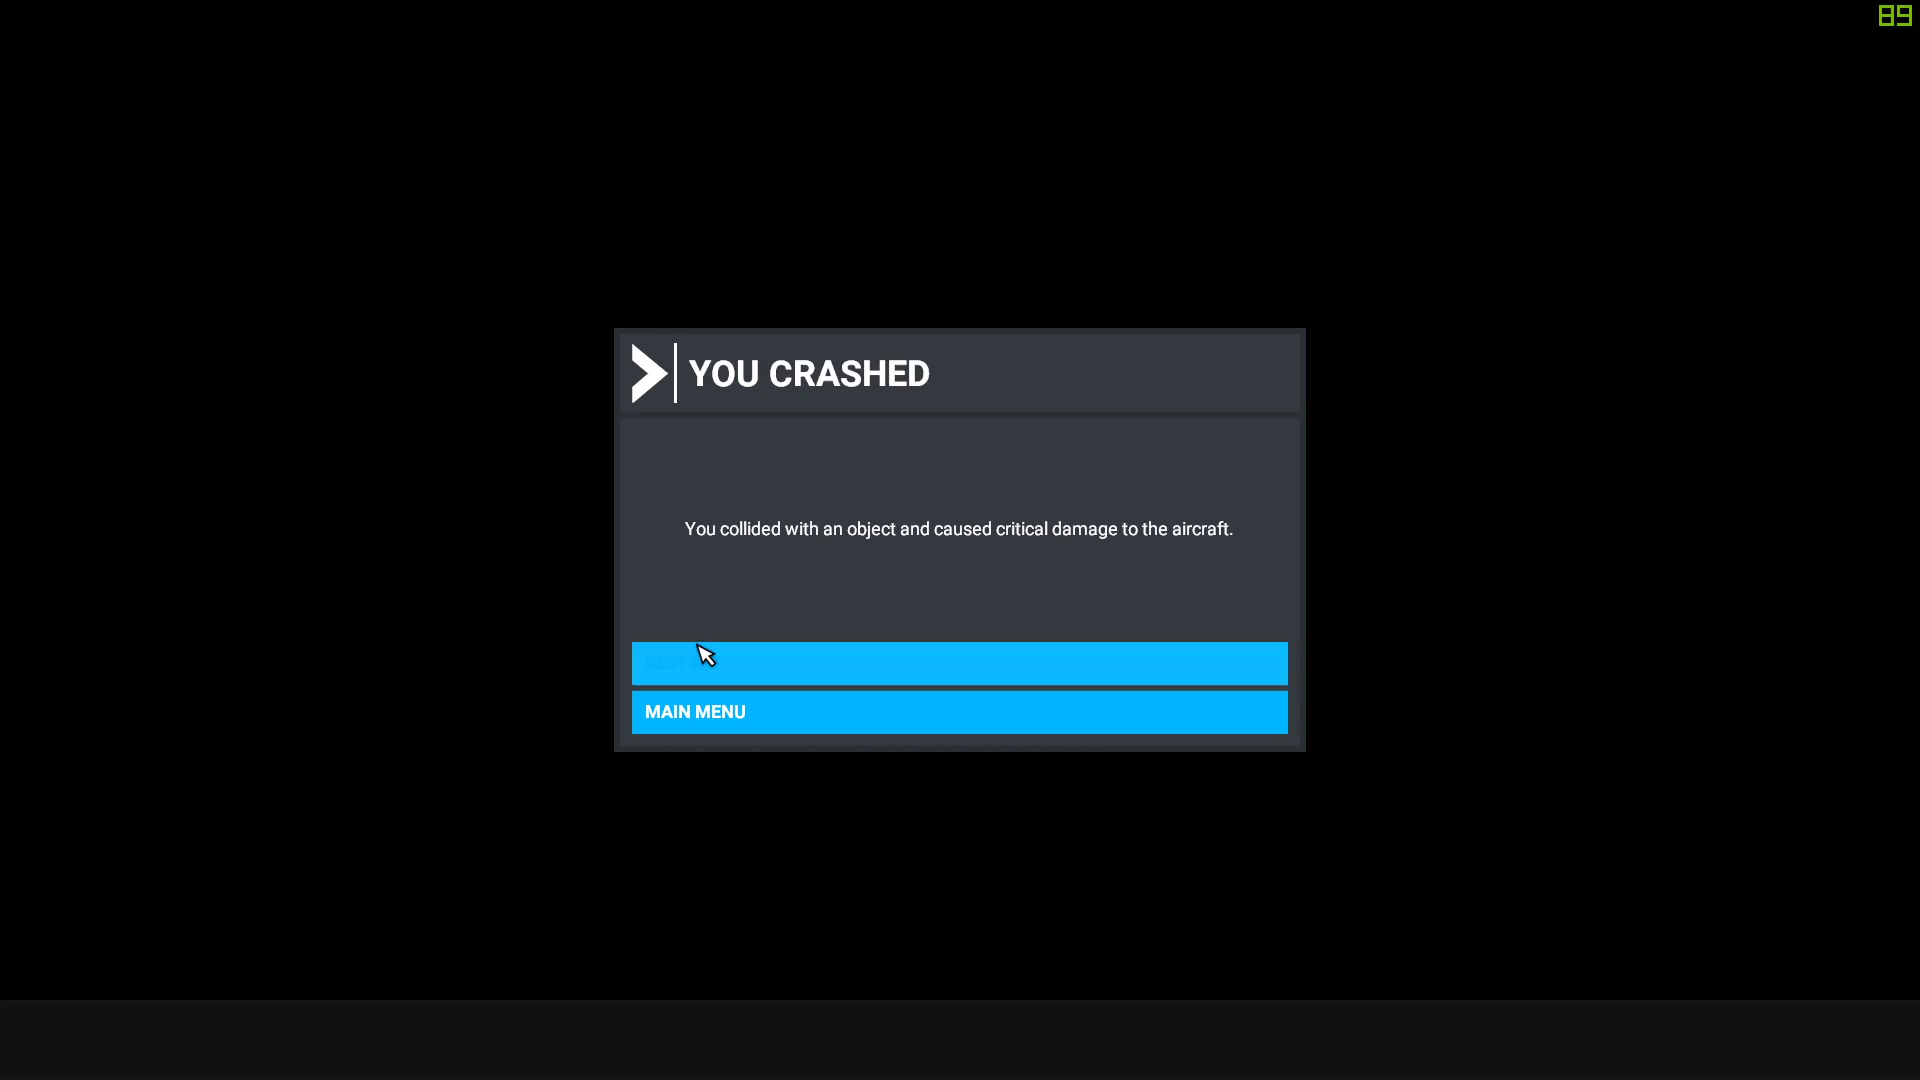 89
YOU CRASHED
You collided with an object and caused critical damage to the aircraft.
MAIN MENU